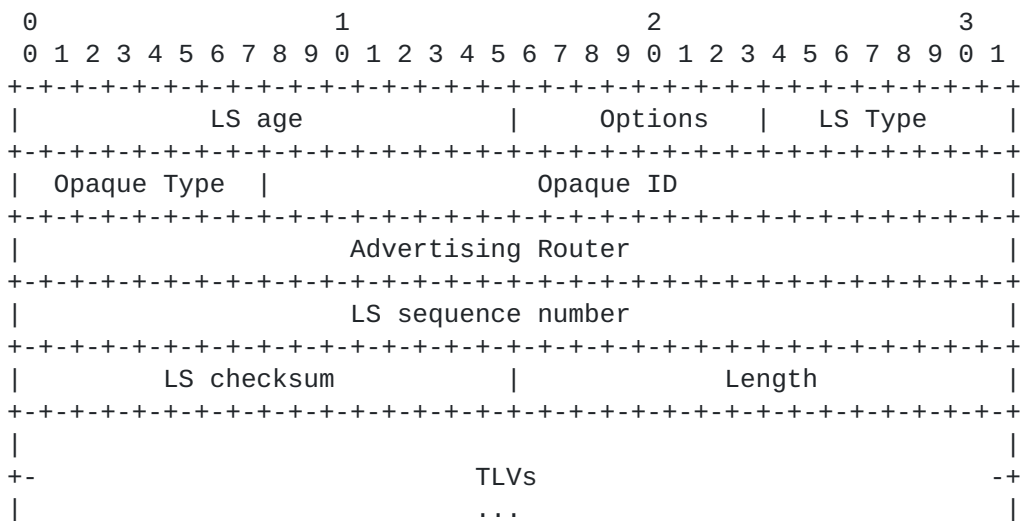 0                   1                   2                   3
 0 1 2 3 4 5 6 7 8 9 0 1 2 3 4 5 6 7 8 9 0 1 2 3 4 5 6 7 8 9 0 1
+-+-+-+-+-+-+-+-+-+-+-+-+-+-+-+-+-+-+-+-+-+-+-+-+-+-+-+-+-+-+-+-+
|            LS age             |     Options   |   LS Type     |
+-+-+-+-+-+-+-+-+-+-+-+-+-+-+-+-+-+-+-+-+-+-+-+-+-+-+-+-+-+-+-+-+
|  Opaque Type  |                 Opaque ID                     |
+-+-+-+-+-+-+-+-+-+-+-+-+-+-+-+-+-+-+-+-+-+-+-+-+-+-+-+-+-+-+-+-+
|                     Advertising Router                        |
+-+-+-+-+-+-+-+-+-+-+-+-+-+-+-+-+-+-+-+-+-+-+-+-+-+-+-+-+-+-+-+-+
|                     LS sequence number                        |
+-+-+-+-+-+-+-+-+-+-+-+-+-+-+-+-+-+-+-+-+-+-+-+-+-+-+-+-+-+-+-+-+
|         LS checksum           |             Length            |
+-+-+-+-+-+-+-+-+-+-+-+-+-+-+-+-+-+-+-+-+-+-+-+-+-+-+-+-+-+-+-+-+
|                                                               |
+-                            TLVs                             -+
|                             ...                               |